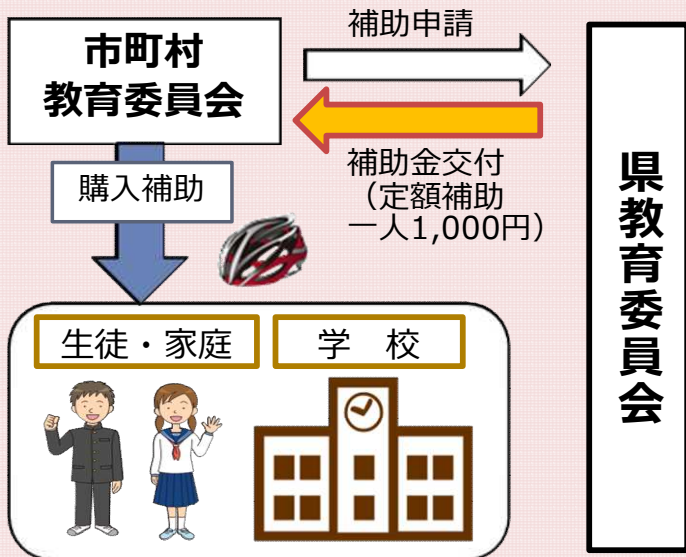 市町村
教育委員会
補助申請
補助金交付
（定額補助
一人1,000円）
購入補助
生徒・家庭
学　校
県教育委員会